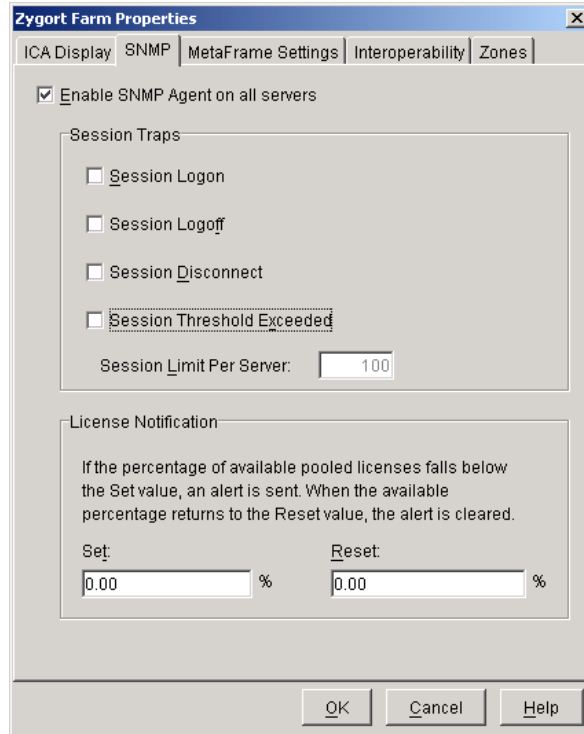 Zygort Farm Properties
ICA Display SNMP MetaFrame Settings Interoperability Zones
Enable SNMP Agent on all servers
Session Traps
Session Logon
Session Logoff
Session Disconnect
Session Threshold Exceeded
Session Limit Per Server: 100
License Notification
If the percentage of available pooled licenses falls below
the Set value, an alert is sent. When the available
percentage returns to the Reset value, the alert is cleared.
Set: Reset:
0.00 % 0.00 %
OK Cancel Help